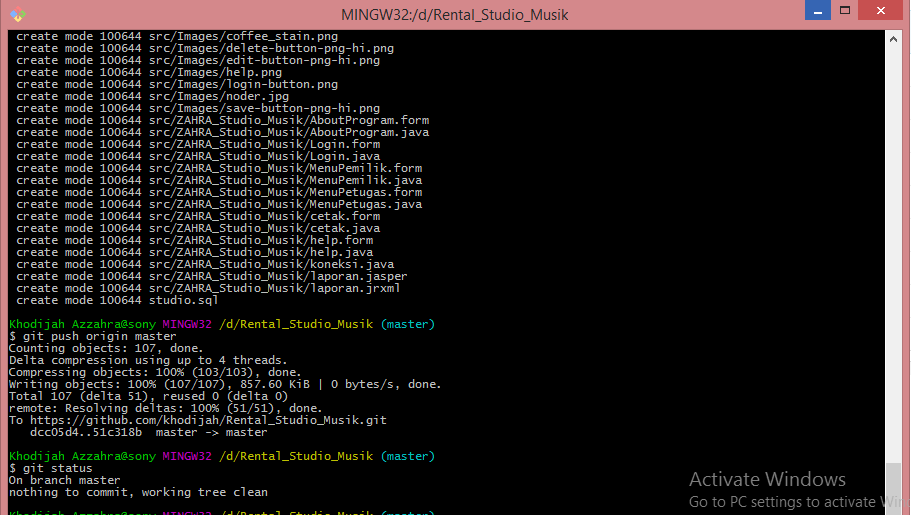 MINGW32:/d/Rental_Studio_Musik
create mode 100644 src/Images/coffee_stain.png
create mode 100644 src/Images/delete-button-png-hi.png
create mode 100644 src/Images/edit-button-png-hi.png
create mode 100644 src/Images/help.png
create mode 100644 src/Images/login-button.png
create mode 100644 src/Images/noder.jpg
create mode 100644 src/Images/save-button-png-hi.png
create mode 100644 src/ZAHRA_Studio_Musik/AboutProgram.form
create mode 100644 src/ZAHRA_Studio_Musik/AboutProgram.java
create mode 100644 src/ZAHRA_Studio_Musik/Login.form
create mode 100644 src/ZAHRA_Studio_Musik/Login.java
create mode 100644 src/ZAHRA_Studio_Musik/MenuPemilik.form
create mode 100644 src/ZAHRA_Studio_Musik/MenuPemilik.java
create mode 100644 src/ZAHRA_Studio_Musik/MenuPetugas.form
create mode 100644 src/ZAHRA_Studio_Musik/MenuPetugas.java
create mode 100644 src/ZAHRA_Studio_Musik/cetak.form
create mode 100644 src/ZAHRA_Studio_Musik/cetak.java
create mode 100644 src/ZAHRA_Studio_Musik/help.form
create mode 100644 src/ZAHRA_Studio_Musik/help.java
create mode 100644 src/ZAHRA_Studio_Musik/koneksi.java
create mode 100644 src/ZAHRA_Studio_Musik/laporan.jasper
create mode 100644 src/ZAHRA_Studio_Musik/laporan.jrxml
create mode 100644 studio.sql
Khodijah Azzahra@sony MINGW32 /d/Rental_Studio_Musik (master)
$ git push origin master
Counting objects: 107, done.
Delta compression using up to 4 threads.
Compressing objects: 100% (103/103), done.
Writing objects: 100% (107/107), 857.60 KiB | 0 bytes/s, done.
Total 107 (delta 51), reused 0 (delta 0)
remote: Resolving deltas: 100% (51/51), done.
To https://github.com/khodijah/Rental_Studio_Musik.git
dcc05d4..51c318b  master -> master
Khodijah Azzahra@sony MINGW32 /d/Rental_Studio_Musik (master)
$ git status
On branch master
nothing to commit, working tree clean
Khodijah Azzahra@sony MINGW32 /d/Rental_Studio_Musik (master)
Activate Windows
Go to PC settings to activate Win